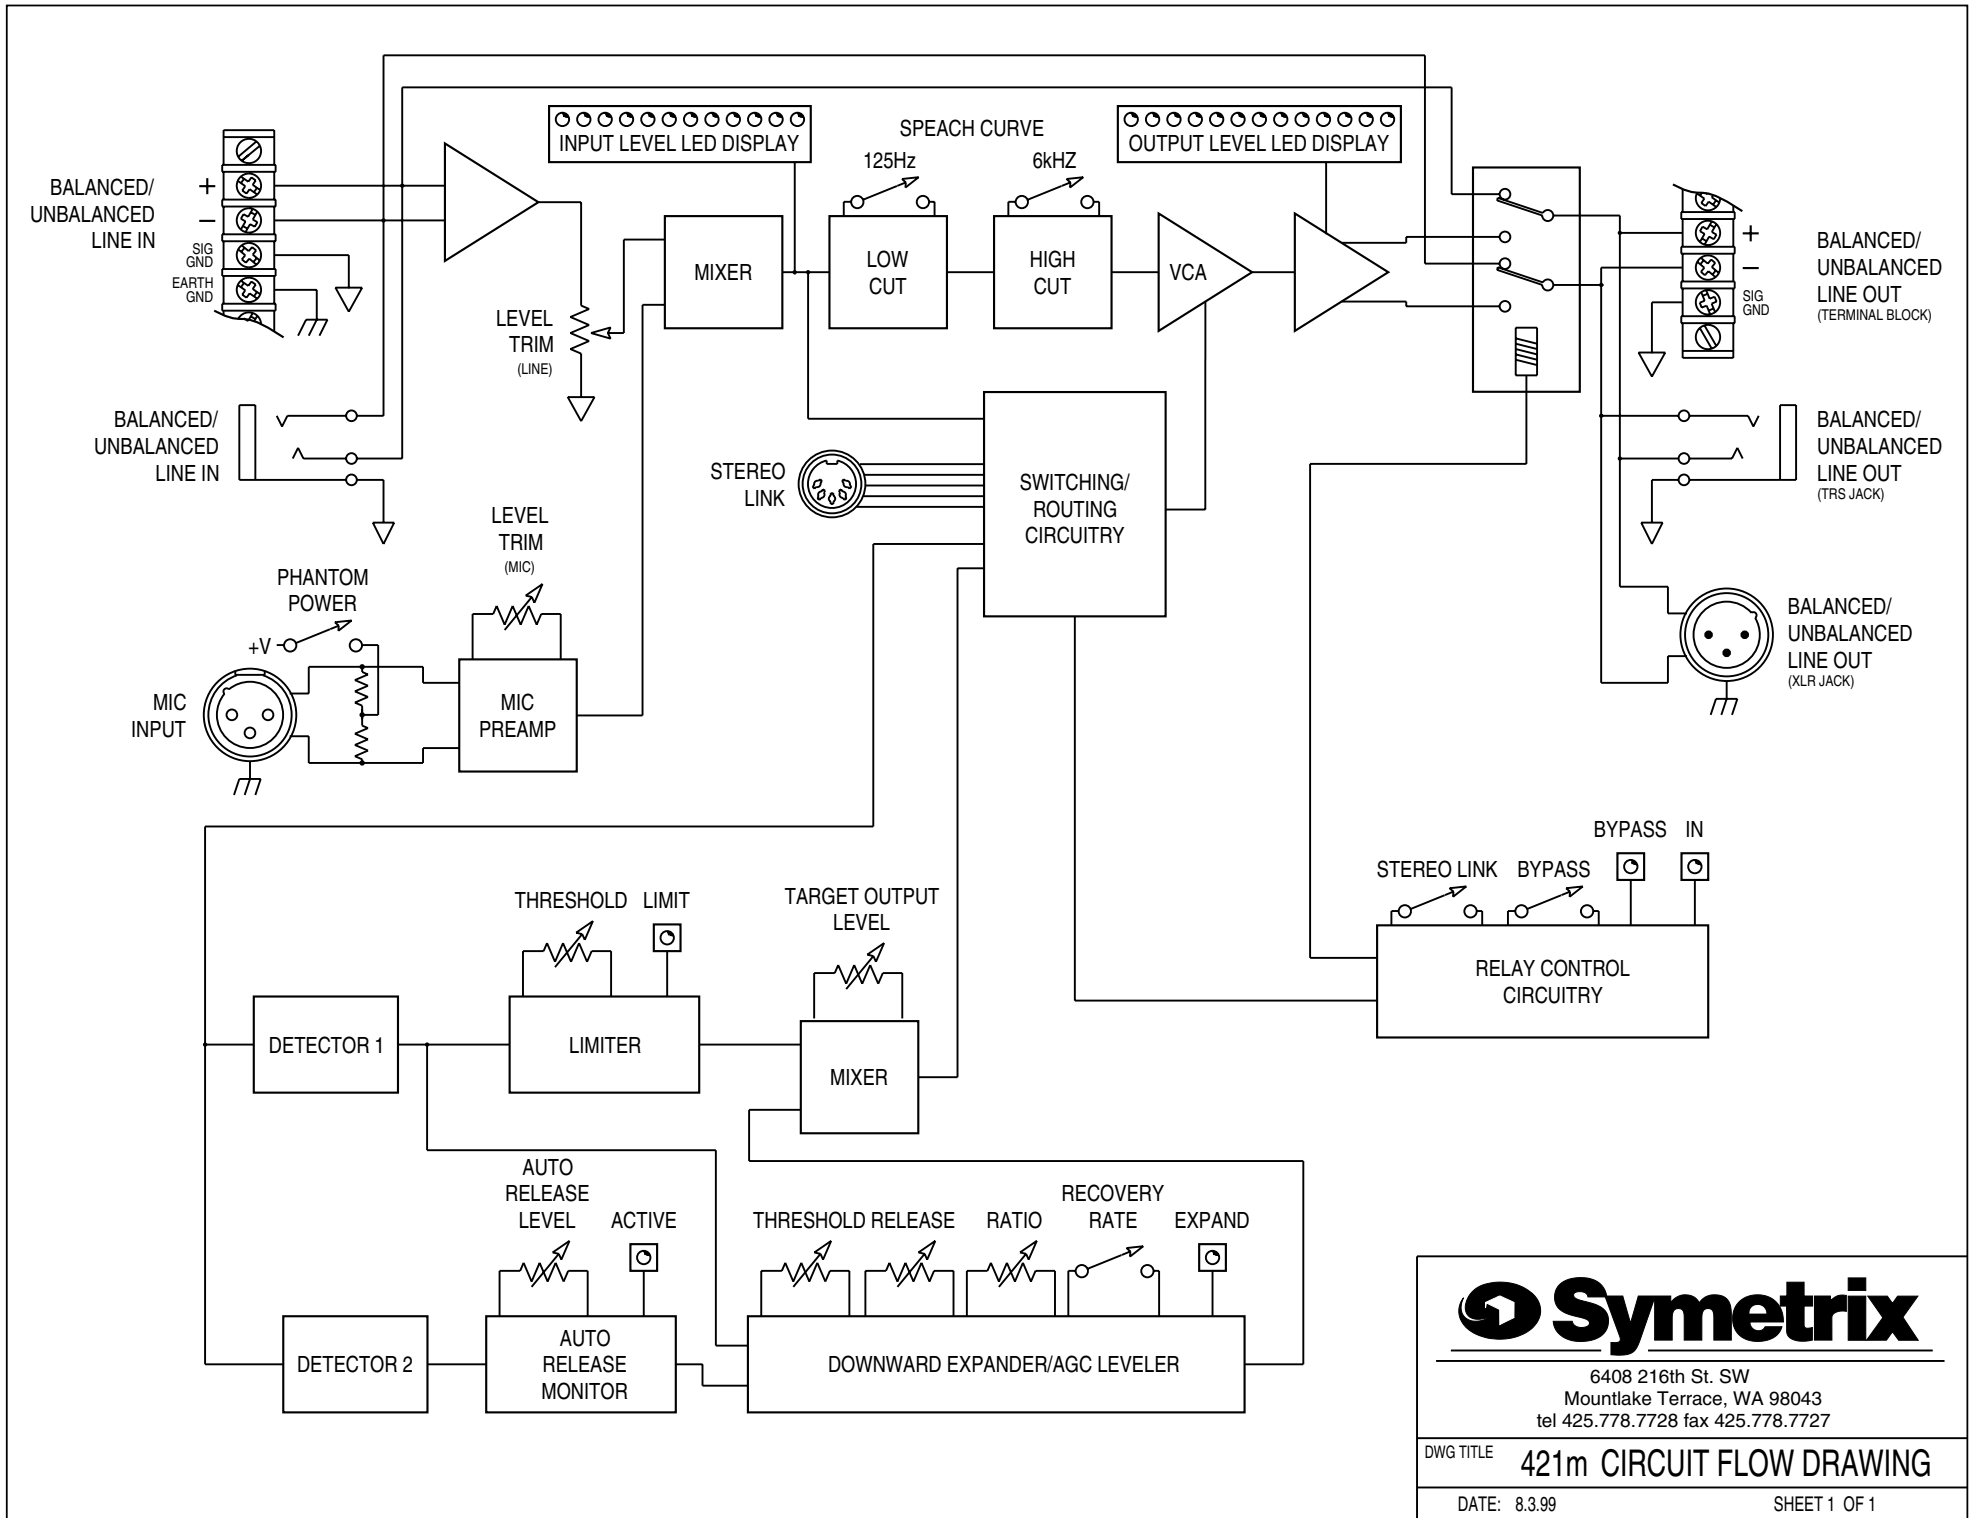 INPUT LEVEL LED DISPLAY
SPEACH CURVE
125Hz
6kHZ
OUTPUT LEVEL LED DISPLAY
BALANCED/
UNBALANCED
LINE IN
+
–
SIG
GND
EARTH
GND
LEVEL
TRIM
(LINE)
MIXER
LOW
CUT
HIGH
CUT
VCA
+
–
SIG
GND
BALANCED/
UNBALANCED
LINE OUT
(TERMINAL BLOCK)
BALANCED/
UNBALANCED
LINE IN
STEREO
LINK
SWITCHING/
ROUTING
CIRCUITRY
BALANCED/
UNBALANCED
LINE OUT
(TRS JACK)
LEVEL
TRIM
(MIC)
PHANTOM
POWER
+V
MIC
INPUT
MIC
PREAMP
BALANCED/
UNBALANCED
LINE OUT
(XLR JACK)
BYPASS IN
STEREO LINK BYPASS
RELAY CONTROL
CIRCUITRY
THRESHOLD LIMIT
TARGET OUTPUT
LEVEL
DETECTOR 1
LIMITER
MIXER
AUTO
RELEASE
LEVEL
ACTIVE
THRESHOLD RELEASE
RATIO
RECOVERY
RATE
EXPAND
DETECTOR 2
AUTO
RELEASE
MONITOR
DOWNWARD EXPANDER/AGC LEVELER
Symetrix
6408 216th St. SW
Mountlake Terrace, WA 98043
tel 425.778.7728 fax 425.778.7727
DWG TITLE 421m CIRCUIT FLOW DRAWING
DATE: 8.3.99 SHEET 1 OF 1